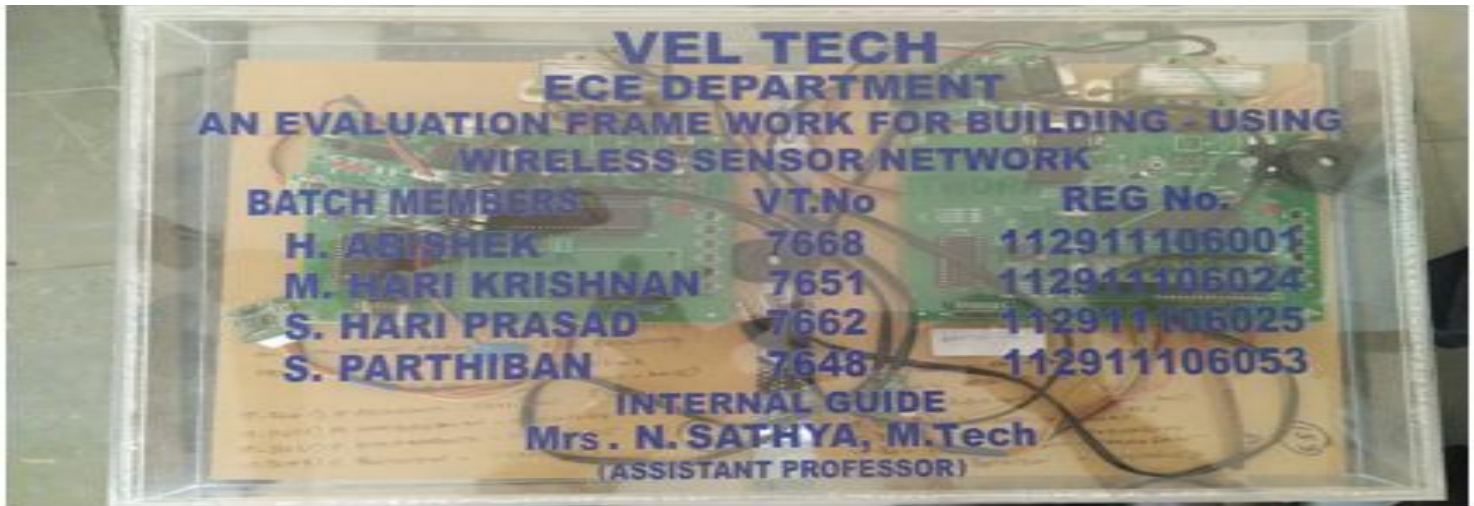 VEL TECH
ECE DEPARTMENT
AN EVALUATION FRAME WORK FOR BUILDING - USING
WIRELESS SENSOR NETWORK
BATCH MEMBERS VT.No REG No.
H. ABISHEK 7668 112911106001
M. HARI KRISHNAN 7651 112911106024
S. HARI PRASAD 7662 112911106025
S. PARTHIBAN 7648 112911106053
INTERNAL GUIDE
Mrs. N. SATHYA, M.Tech
(ASSISTANT PROFESSOR)